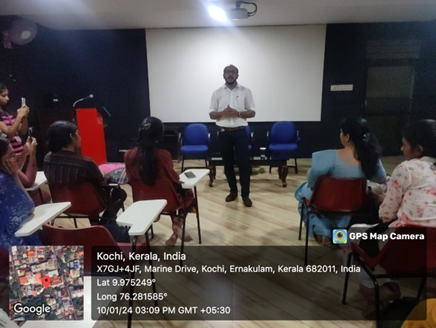 GPS Map Camera
Kochi, Kerala, India
X7GJ+4JF, Marine Drive, Kochi, Ernakulam, Kerala 682011, India
Lat 9.975249°
Long 76.281585°
10/01/24 03:09 PM GMT +05:30
Google